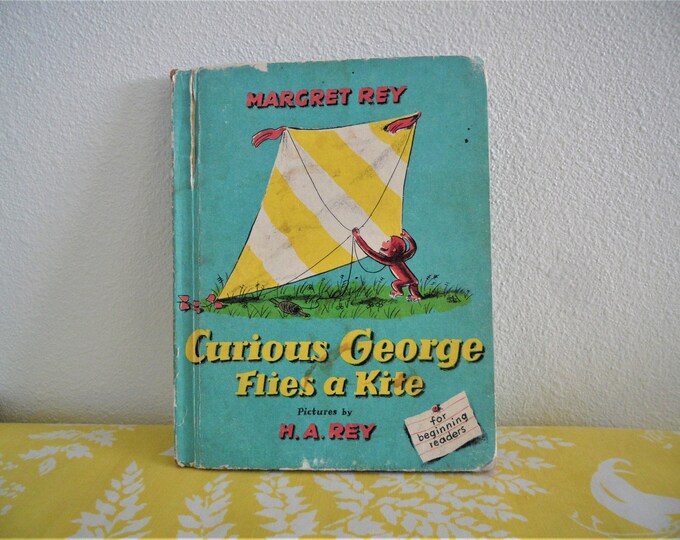 MARGRET REY
Curious George
Flies a Kite
Pictures by
H. A. REY
for
beginning
readers